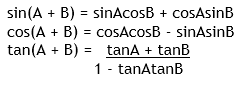 sin(A + B) = sinAcosB + cosAsinB
cos(A + B) = cosAcosB - sinAsinB
tan(A + B) = tanA + tanB
1 - tanAtanB